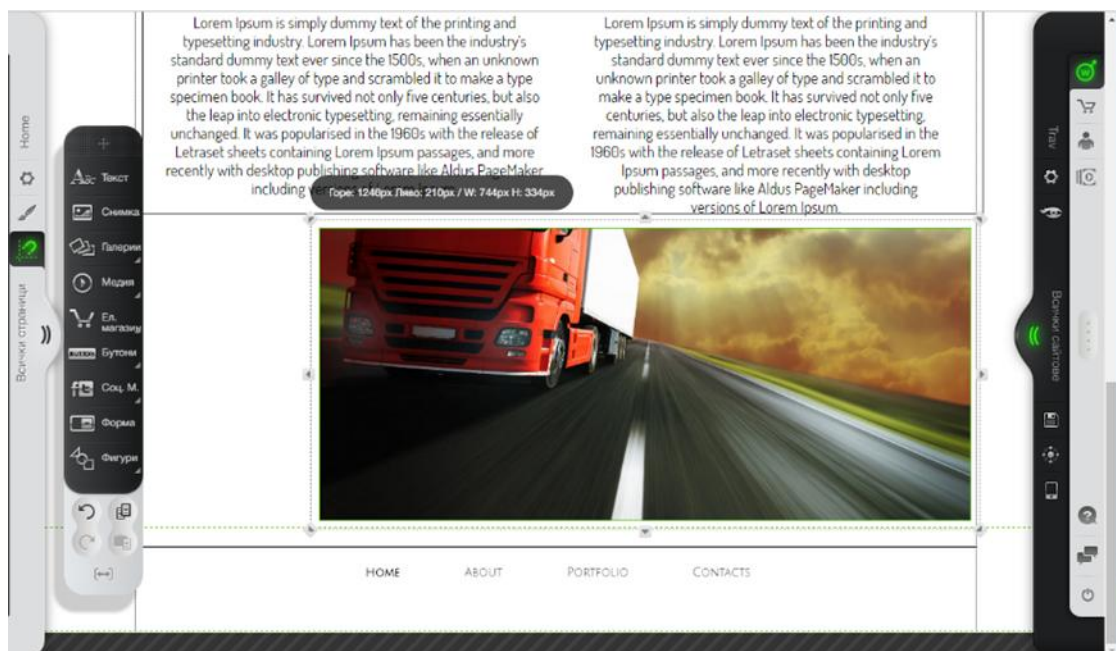 Lorem Ipsum is simply dummy text of the printing and
typesetting industry. Lorem Ipsum has been the industry's
standard dummy text ever since the 1500s, when an unknown
printer took a galley of type and scrambled it to make a type
specimen book. It has survived not only five centuries, but also
the leap into electronic typesetting, remaining essentially
unchanged. It was popularised in the 1960s with the release of
Letraset sheets containing Lorem Ipsum passages, and more
recently with desktop publishing software like Aldus PageMaker
including
Lorem Ipsum is simply dummy text of the printing and
typesetting industry. Lorem Ipsum has been the industry's
standard dummy text ever since the 1500s, when an
unknown printer took a galley of type and scrambled it to
make a type specimen book. It has survived not only five
centuries, but also the leap into electronic typesetting,
remaining essentially unchanged. It was popularised in the
1960s with the release of Letraset sheets containing Lorem
Ipsum passages, and more recently with desktop
publishing software like Aldus PageMaker including
versions of Lorem Ipsum.
Горе: 1240px Ляво: 210px / W: 744px H: 334px
Home
Всички страници
Текст
Снимка
Галерии
Медия
Ел.
магазин
Бутони
Соц. М.
Форма
Фигури
HOME
ABOUT
PORTFOLIO
CONTACTS
Trav
Всички сайтове